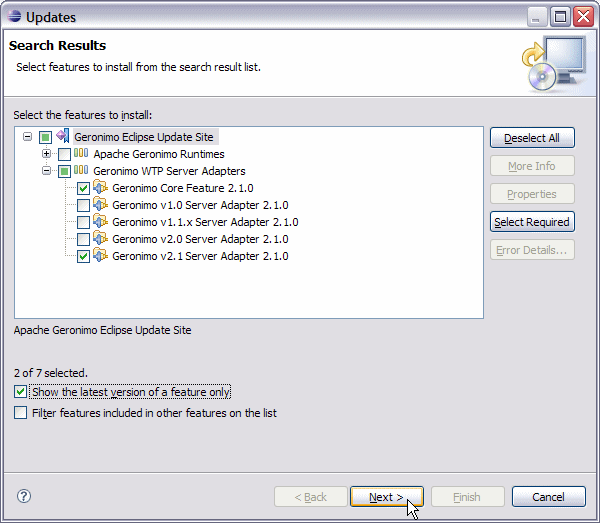 Updates
Search Results
Select features to install from the search result list.
Select the features to install:
Geronimo Eclipse Update Site
Apache Geronimo Runtimes
Geronimo WTP Server Adapters
Geronimo Core Feature 2.1.0
Geronimo v1.0 Server Adapter 2.1.0
Geronimo v1.1.x Server Adapter 2.1.0
Geronimo v2.0 Server Adapter 2.1.0
Geronimo v2.1 Server Adapter 2.1.0
Deselect All
More Info
Properties
Select Required
Error Details...
Apache Geronimo Eclipse Update Site
2 of 7 selected.
Show the latest version of a feature only
Filter features included in other features on the list
? < Back Next > Finish Cancel